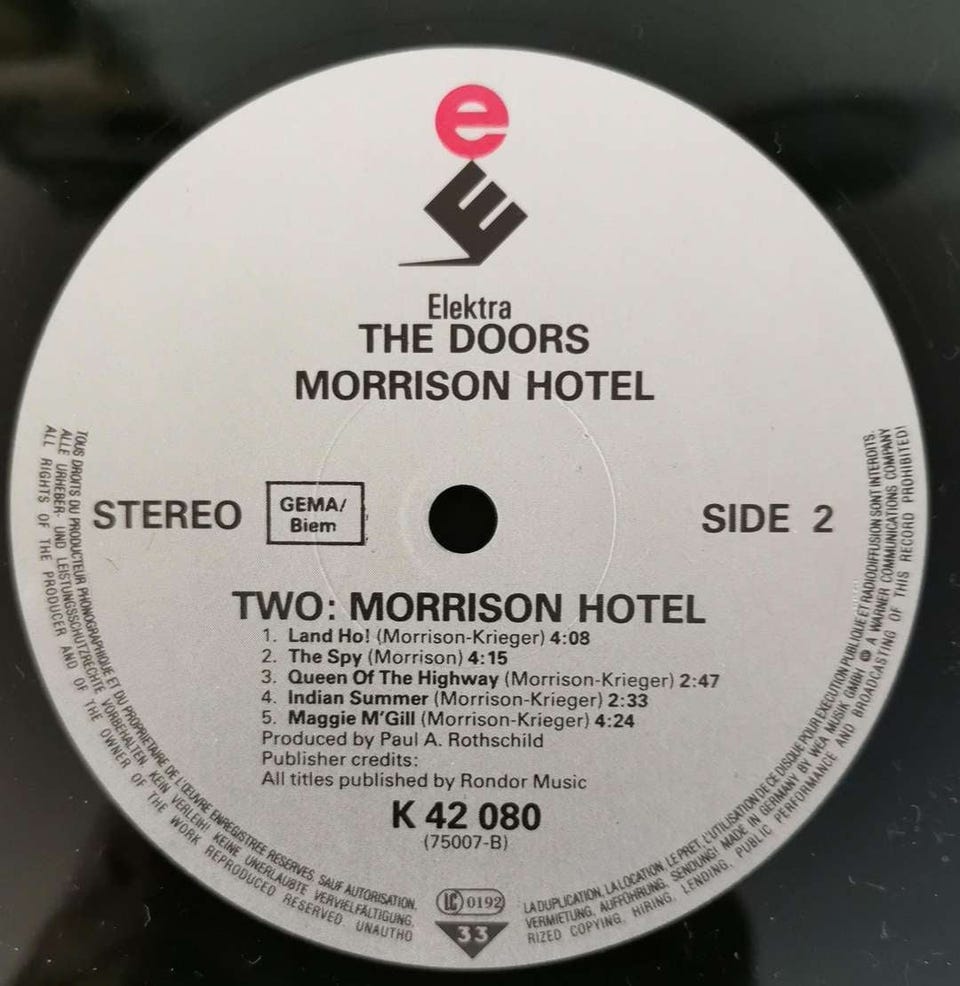 e
E
Elektra
THE DOORS
MORRISON HOTEL
STEREO
GEMA/
Biem
SIDE 2
TWO: MORRISON HOTEL
1. Land Ho! (Morrison-Krieger) 4:08
2. The Spy (Morrison) 4:15
3. Queen Of The Highway (Morrison-Krieger) 2:47
4. Indian Summer (Morrison-Krieger) 2:33
5. Maggie M'Gill (Morrison-Krieger) 4:24
Produced by Paul A. Rothschild
Publisher credits:
All titles published by Rondor Music
K 42 080
(75007-B)
LC 0192
33
TOUS DROITS DU PRODUCTEUR PHONOGRAPHIQUE ET DU PROPRIETAIRE DE L'ŒUVRE ENREGISTREE RESERVES. SAUF AUTORISATION, LA DUPLICATION, LA LOCATION, LE PRET, L'UTILISATION DE CE DISQUE POUR EXECUTION PUBLIQUE ET RADIODIFFUSION SONT INTERDITS.
ALLE URHEBER- UND LEISTUNGSSCHUTZRECHTE VORBEHALTEN. KEIN VERLEIH! KEINE UNERLAUBTE VERVIELFÄLTIGUNG, VERMIETUNG, AUFFÜHRUNG, SENDUNG! MADE IN GERMANY BY WEA MUSIK GMBH ℗ A WARNER COMMUNICATIONS COMPANY
ALL RIGHTS OF THE PRODUCER AND OF THE OWNER OF THE WORK REPRODUCED RESERVED UNAUTHORIZED COPYING, HIRING, LENDING, PUBLIC PERFORMANCE AND BROADCASTING OF THIS RECORD PROHIBITED!